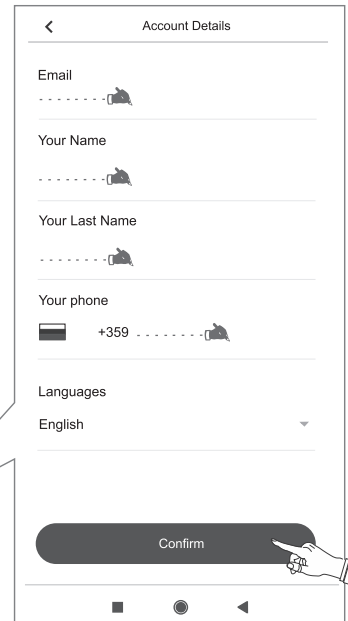 Account Details
Email
Your Name
Your Last Name
Your phone
+359
Languages
English
Confirm